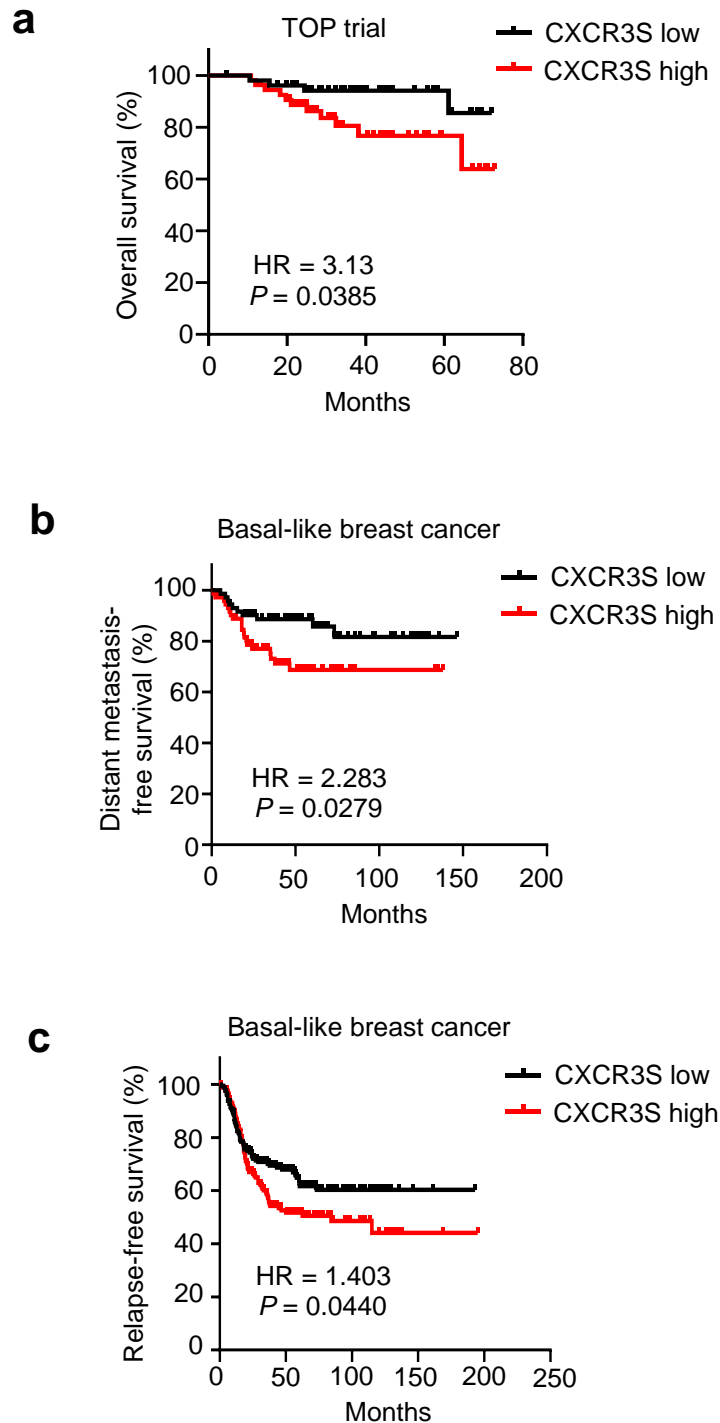 a
TOP trial
CXCR3S low
CXCR3S high
Overall survival (%)
100
80
60
40
20
0
HR = 3.13
P = 0.0385
0 20 40 60 80
Months
b
Basal-like breast cancer
CXCR3S low
CXCR3S high
Distant metastasis-
free survival (%)
100
80
60
40
20
0
HR = 2.283
P = 0.0279
0 50 100 150 200
Months
c
Basal-like breast cancer
CXCR3S low
CXCR3S high
Relapse-free survival (%)
100
80
60
40
20
0
HR = 1.403
P = 0.0440
0 50 100 150 200 250
Months